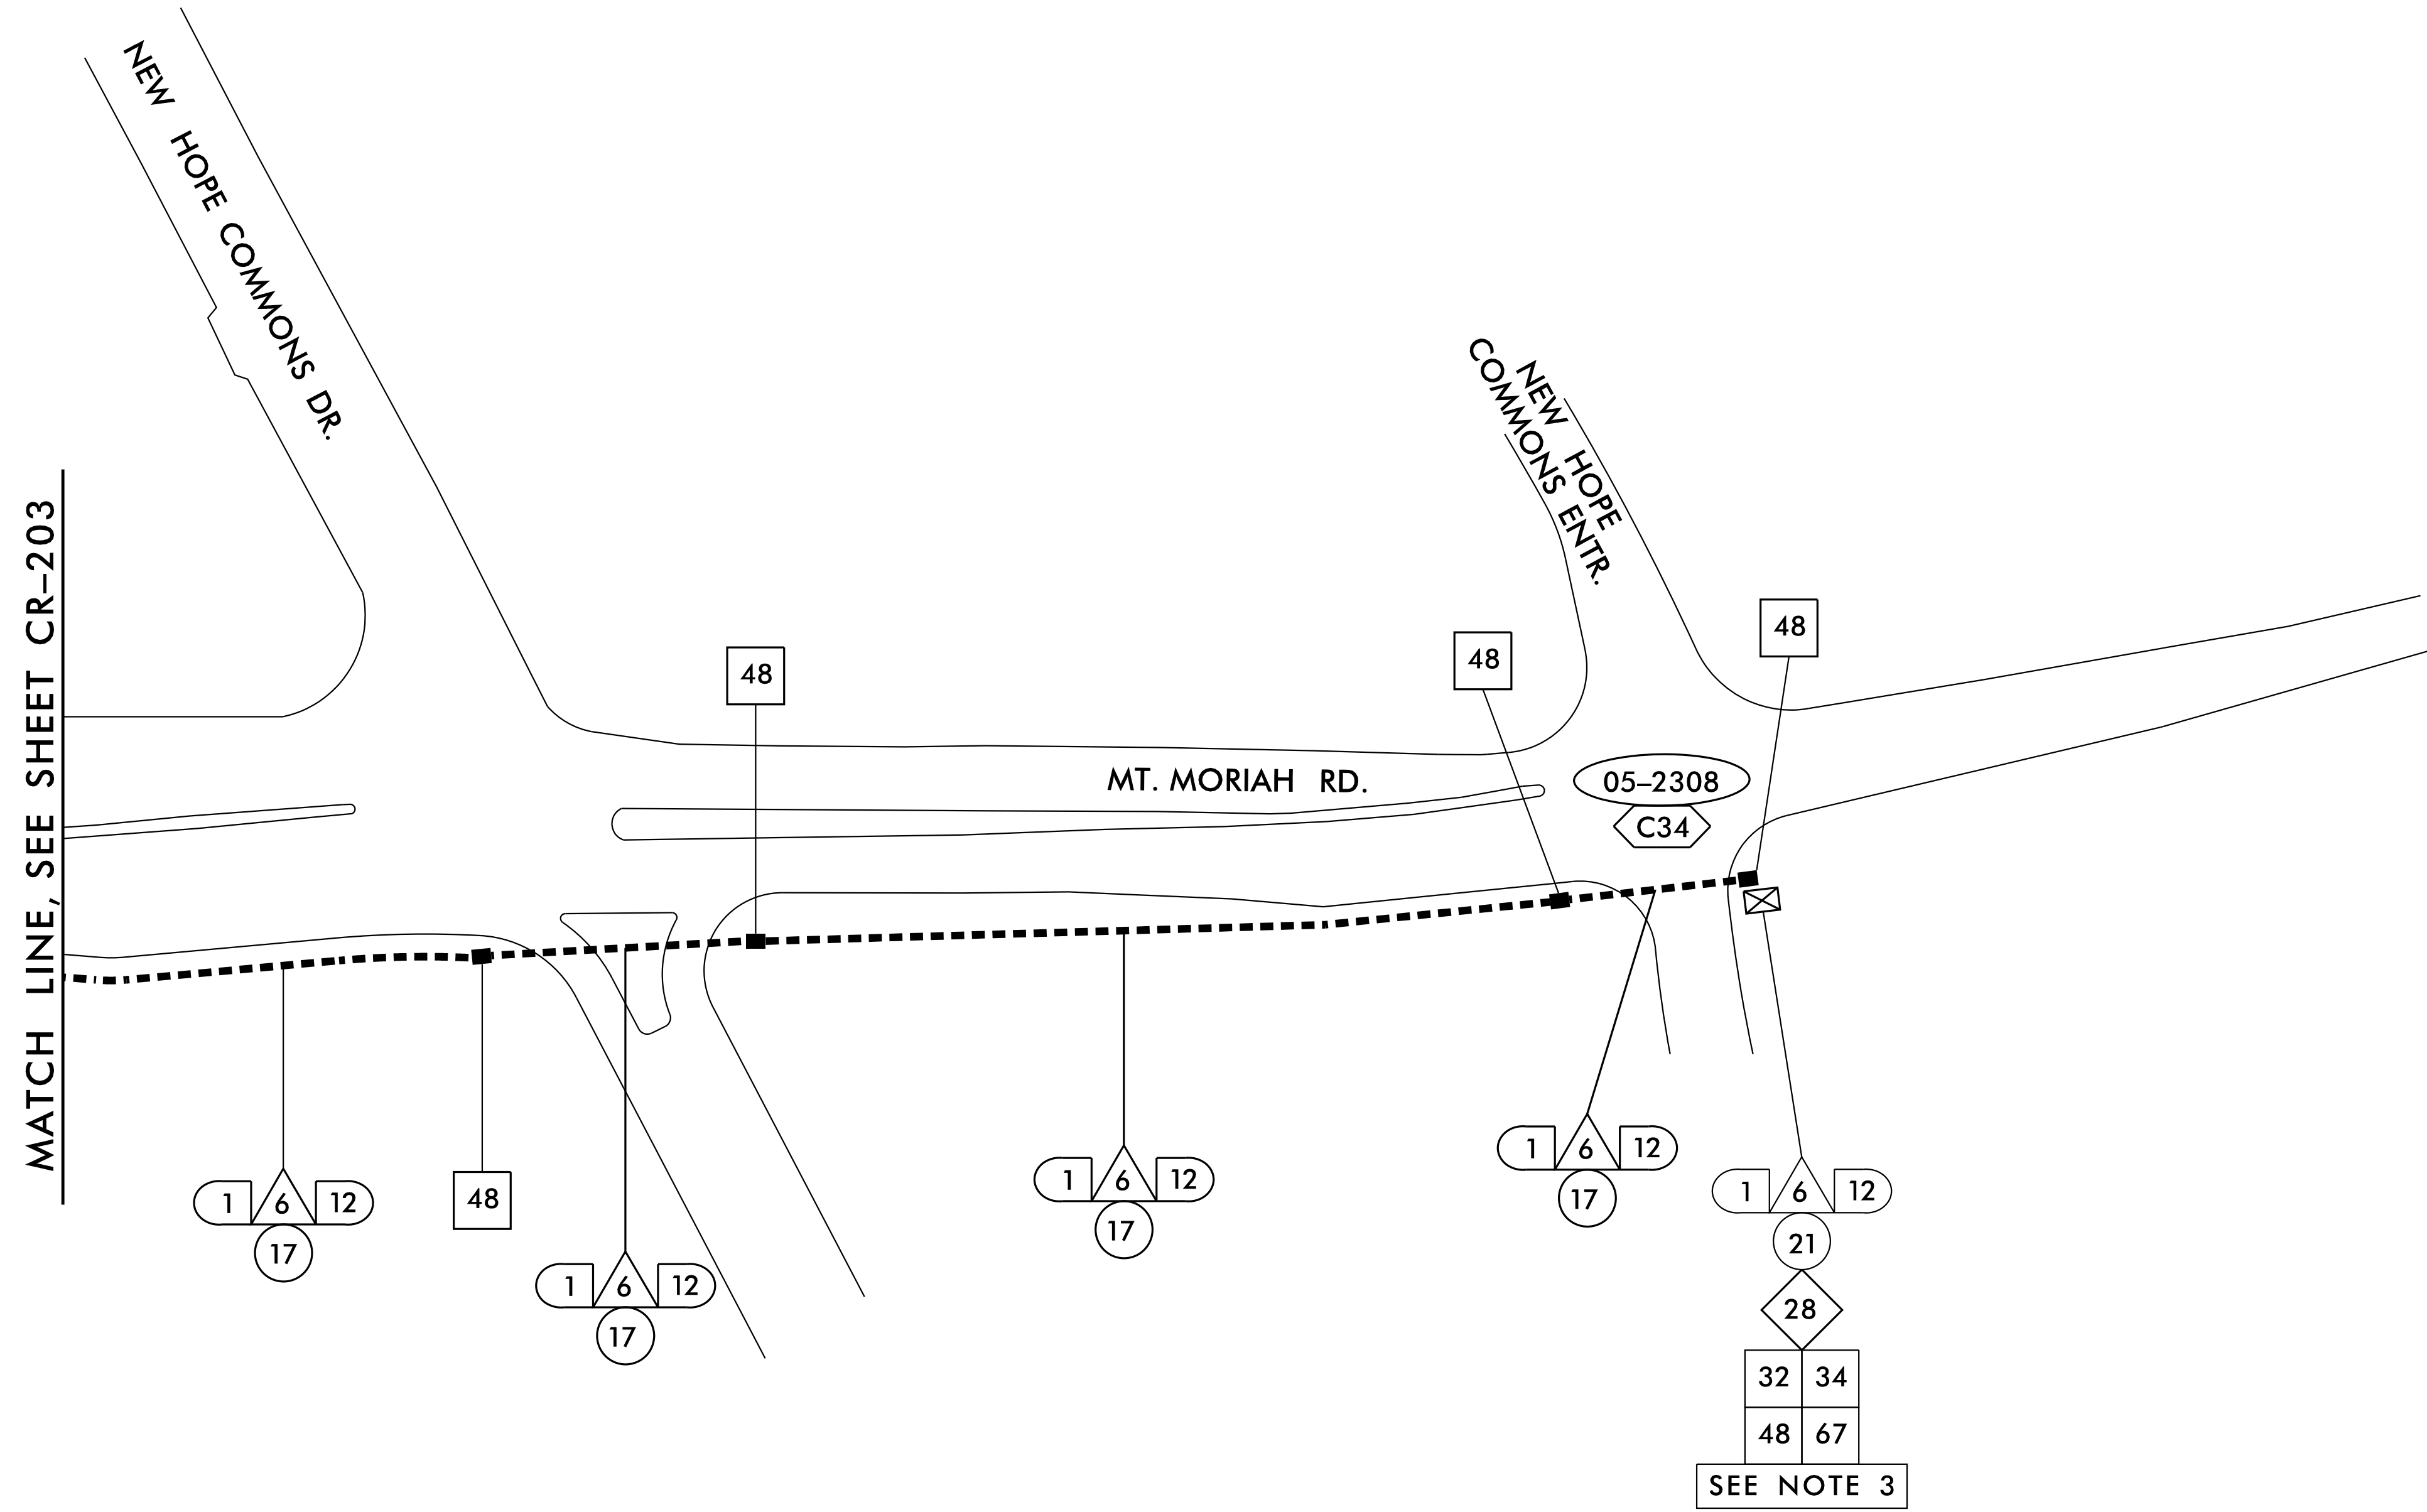 NEW HOPE COMMONS DR.
NEW HOPE
COMMONS ENTR.
MATCH LINE, SEE SHEET CR–203
48
48
48
MT. MORIAH RD.
05–2308
C34
1 6 12
17
48
1 6 12
17
1 6 12
17
1 6 12
17
1 6 12
21
28
32 34
48 67
SEE NOTE 3